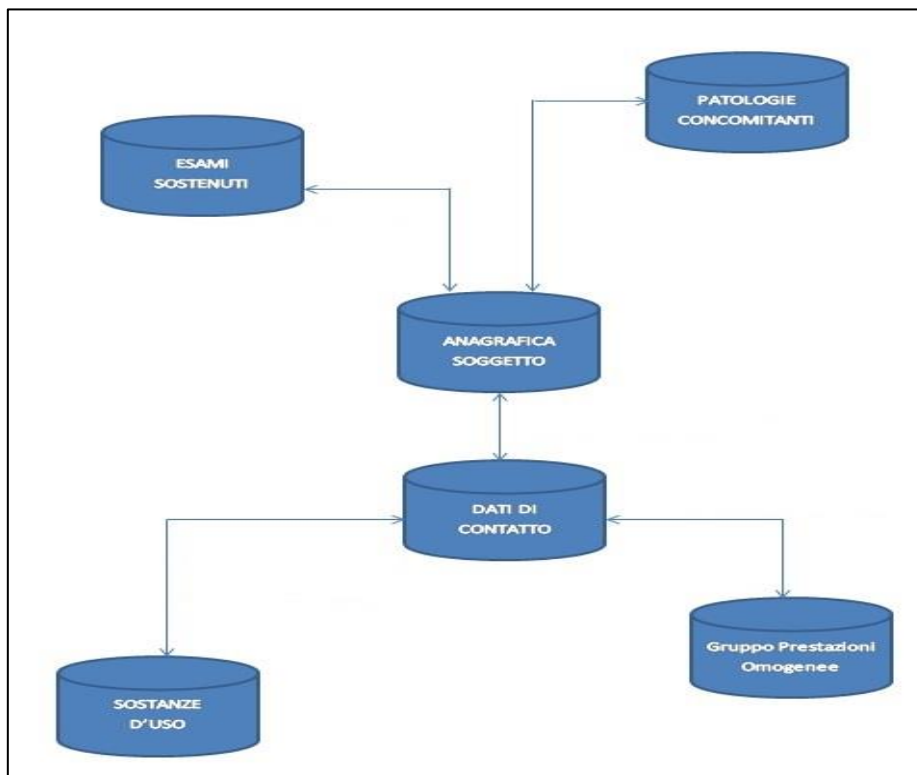 PATOLOGIE
CONCOMITANTI
ESAMI
SOSTENUTI
ANAGRAFICA
SOGGETTO
DATI DI
CONTATTO
Gruppo Prestazioni
Omogenee
SOSTANZE
D'USO